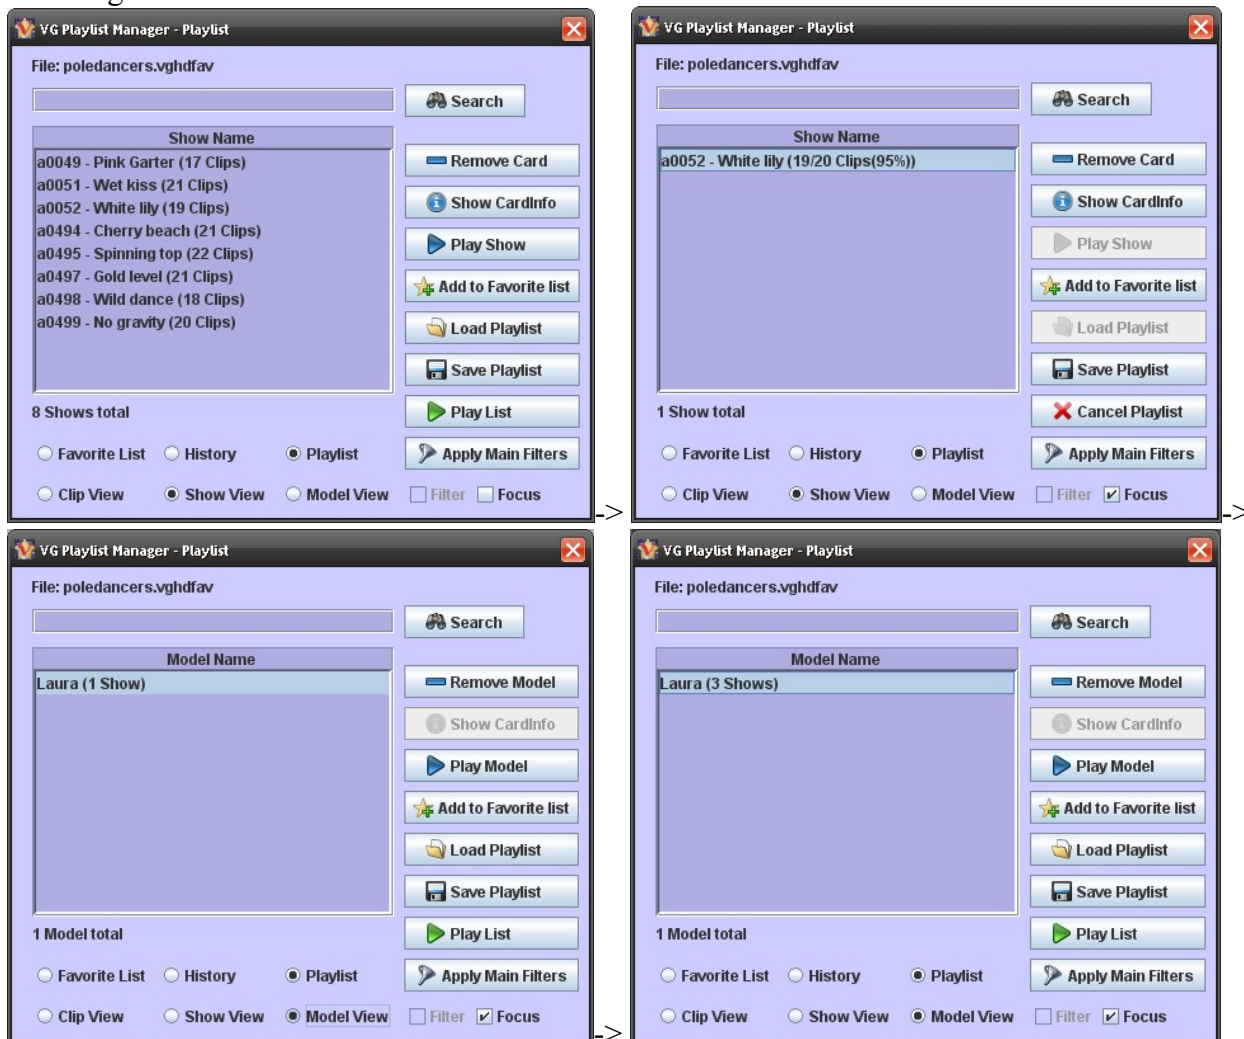 VG Playlist Manager - Playlist
File: poledancers.vghdfav
Search
Show Name
a0049 - Pink Garter (17 Clips)
a0051 - Wet kiss (21 Clips)
a0052 - White lily (19 Clips)
a0494 - Cherry beach (21 Clips)
a0495 - Spinning top (22 Clips)
a0497 - Gold level (21 Clips)
a0498 - Wild dance (18 Clips)
a0499 - No gravity (20 Clips)
Remove Card
Show CardInfo
Play Show
Add to Favorite list
Load Playlist
Save Playlist
8 Shows total
Play List
Favorite List History Playlist Apply Main Filters
Clip View Show View Model View Filter Focus
->
VG Playlist Manager - Playlist
File: poledancers.vghdfav
Search
Show Name
a0052 - White lily (19/20 Clips(95%))
Remove Card
Show CardInfo
Play Show
Add to Favorite list
Load Playlist
Save Playlist
1 Show total
Cancel Playlist
Favorite List History Playlist Apply Main Filters
Clip View Show View Model View Filter Focus
->
VG Playlist Manager - Playlist
File: poledancers.vghdfav
Search
Model Name
Laura (1 Show)
Remove Model
Show CardInfo
Play Model
Add to Favorite list
Load Playlist
Save Playlist
1 Model total
Play List
Favorite List History Playlist Apply Main Filters
Clip View Show View Model View Filter Focus
->
VG Playlist Manager - Playlist
File: poledancers.vghdfav
Search
Model Name
Laura (3 Shows)
Remove Model
Show CardInfo
Play Model
Add to Favorite list
Load Playlist
Save Playlist
1 Model total
Play List
Favorite List History Playlist Apply Main Filters
Clip View Show View Model View Filter Focus